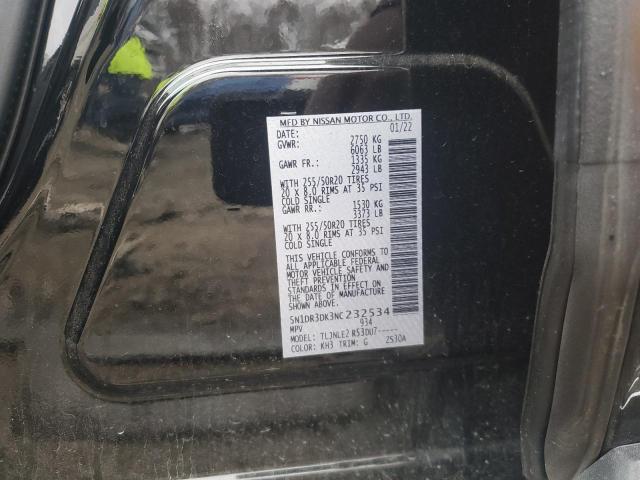 MFD BY NISSAN MOTOR CO., LTD.
DATE: 01/22
GVWR: 2750 KG
6063 LB
GAWR FR.: 1335 KG
2943 LB
WITH 255/50R20 TIRES
20 X 8.0 RIMS AT 35 PSI
COLD SINGLE
GAWR RR.: 1530 KG
3373 LB
WITH 255/50R20 TIRES
20 X 8.0 RIMS AT 35 PSI
COLD SINGLE
THIS VEHICLE CONFORMS TO
ALL APPLICABLE FEDERAL
MOTOR VEHICLE SAFETY AND
THEFT PREVENTION
STANDARDS IN EFFECT ON
THE DATE OF MANUFACTURE
SHOWN ABOVE.
5N1DR3DK3NC232534
MPV 934
MODEL: TLJNLE2 R53DU7-----
COLOR: KH3 TRIM: G 2530A